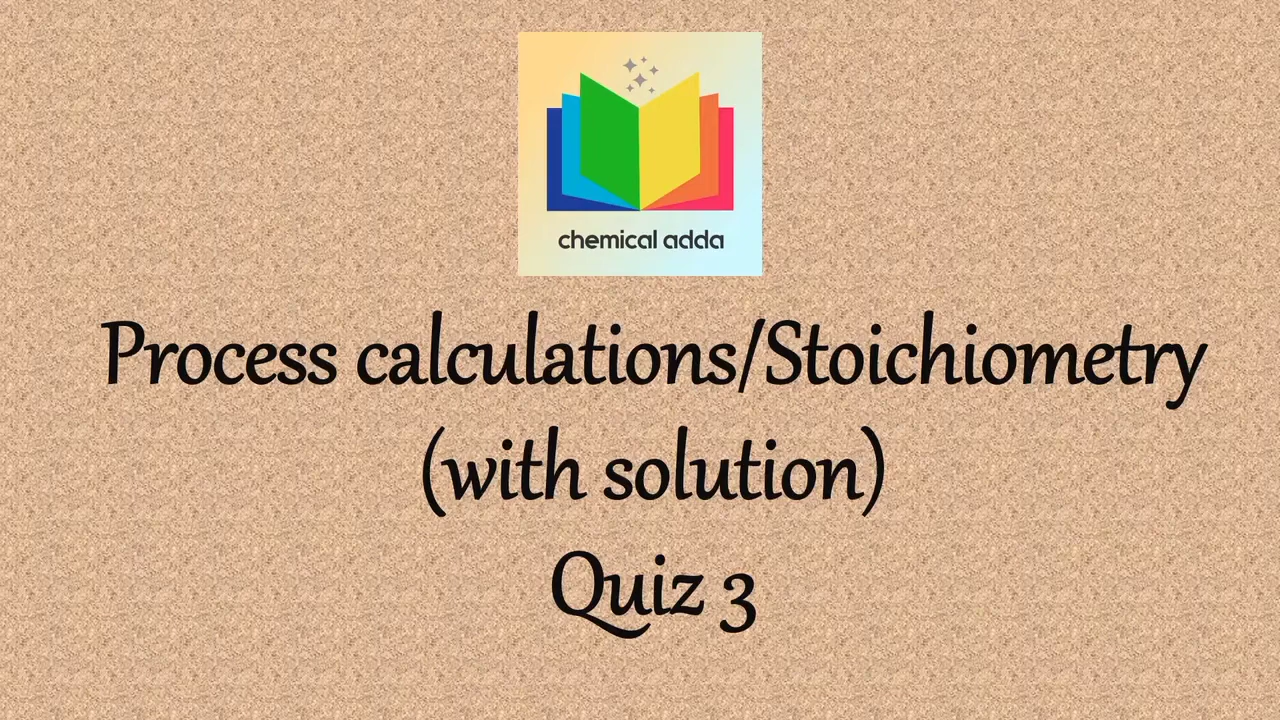 chemical adda
Process calculations/Stoichiometry
(with solution)
Quiz 3